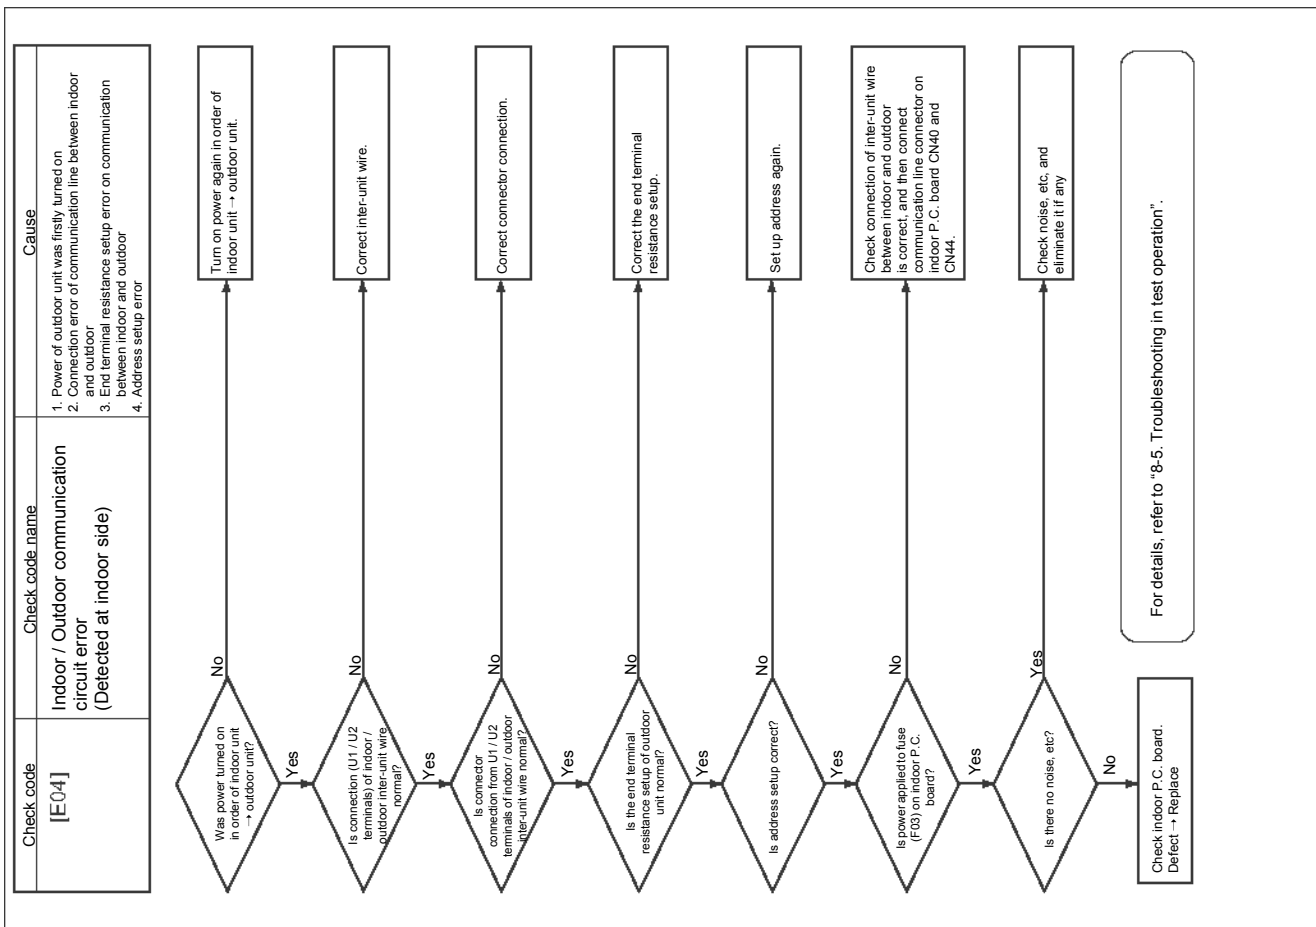 Check code
Check code name
Cause
[E04]
Indoor / Outdoor communication
circuit error
(Detected at indoor side)
1. Power of outdoor unit was firstly turned on
2. Connection error of communication line between indoor
and outdoor
3. End terminal resistance setup error on communication
between indoor and outdoor
4. Address setup error
Was power turned on
in order of indoor unit
→ outdoor unit?
No
Turn on power again in order of
indoor unit → outdoor unit.
Yes
Is connection (U1 / U2
terminals) of indoor /
outdoor inter-unit wire
normal?
No
Correct inter-unit wire.
Yes
Is connector
connection from U1 / U2
terminals of indoor / outdoor
inter-unit wire normal?
No
Correct connector connection.
Yes
Is the end terminal
resistance setup of outdoor
unit normal?
No
Correct the end terminal
resistance setup.
Yes
Is address setup correct?
No
Set up address again.
Yes
Is power applied to fuse
(F03) on indoor P.C.
board?
No
Check connection of inter-unit wire
between indoor and outdoor
is correct, and then connect
communication line connector on
indoor P.C. board CN40 and
CN44.
Yes
Is there no noise, etc?
Yes
Check noise, etc, and
eliminate it if any
No
Check indoor P.C. board.
Defect → Replace
For details, refer to “8-5. Troubleshooting in test operation”.